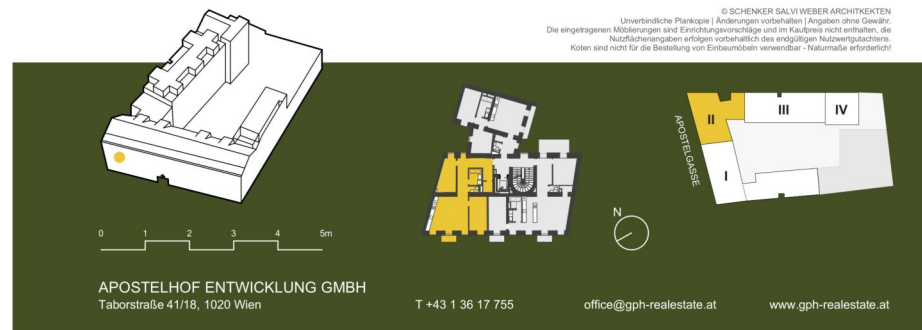 © SCHENKER SALVI WEBER ARCHITKEKTEN
Unverbindliche Plankopie | Änderungen vorbehalten | Angaben ohne Gewähr.
Die eingetragenen Möblierungen sind Einrichtungsvorschläge und im Kaufpreis nicht enthalten, die
Nutzflächenangaben erfolgen vorbehaltlich des endgültigen Nutzwertgutachtens.
Koten sind nicht für die Bestellung von Einbaumöbeln verwendbar - Naturmaße erforderlich!
II
III
IV
APOSTELGASSE
I
N
0 1 2 3 4 5m
APOSTELHOF ENTWICKLUNG GMBH
Taborstraße 41/18, 1020 Wien
T +43 1 36 17 755
office@gph-realestate.at
www.gph-realestate.at